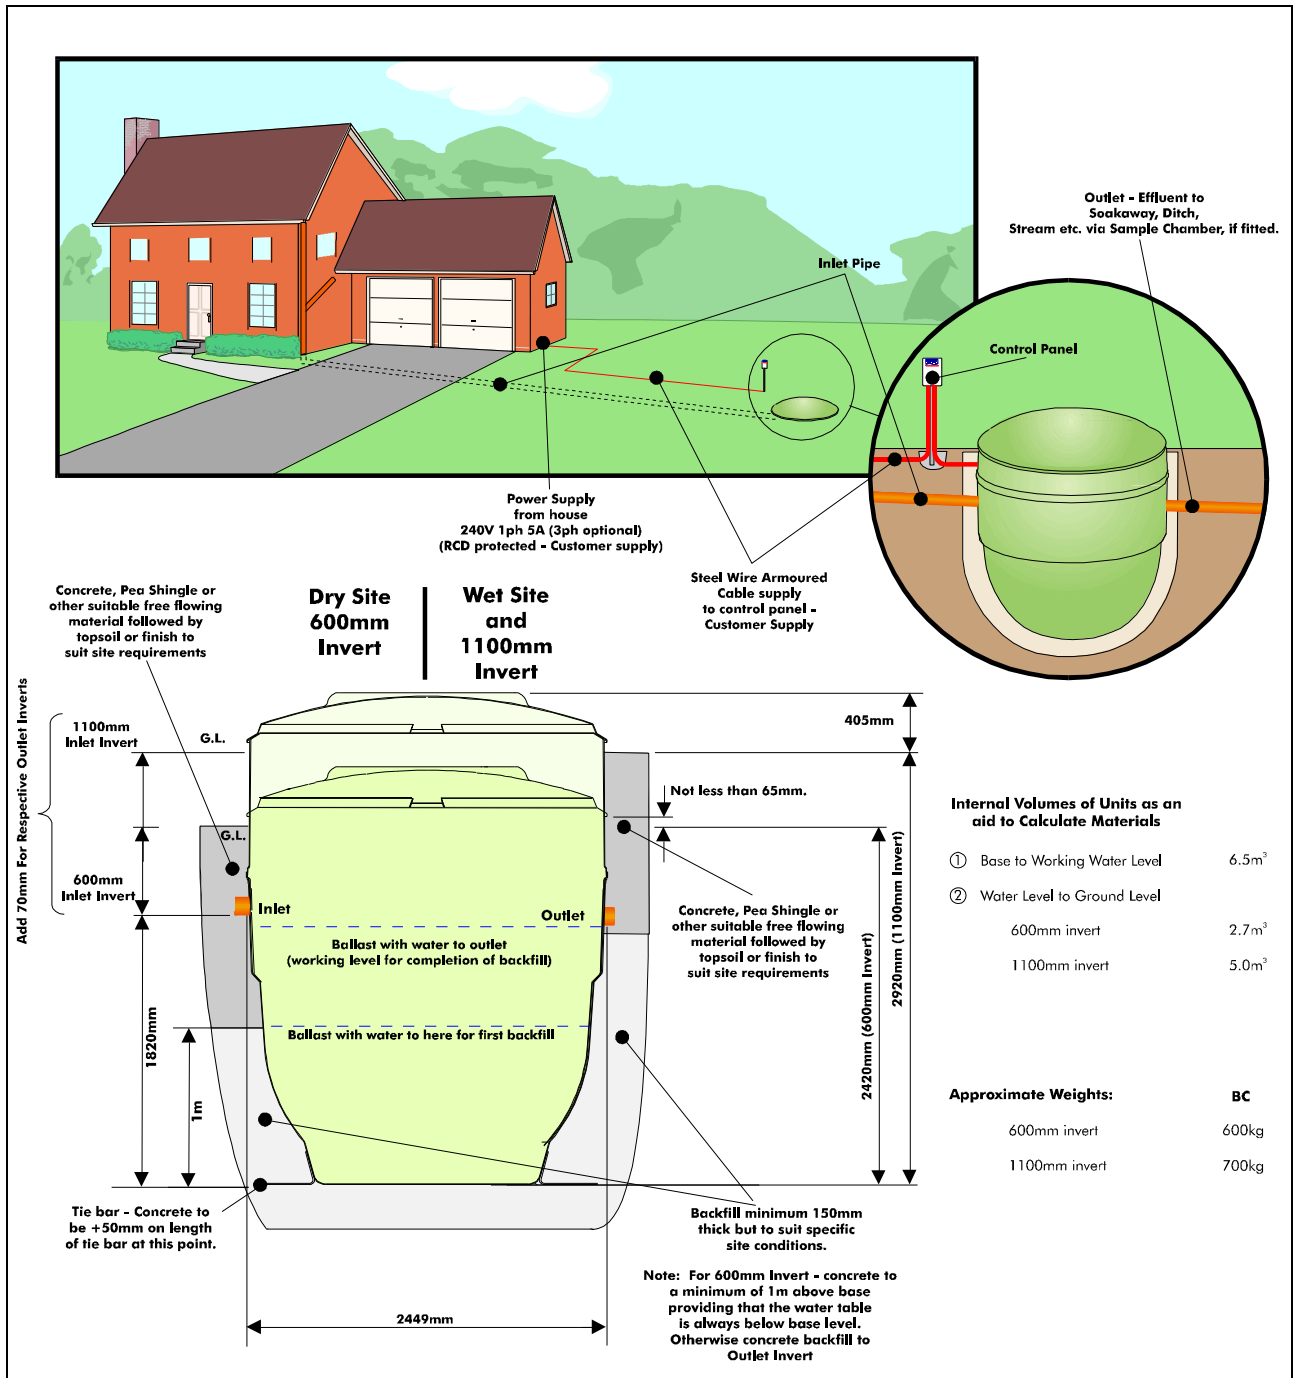 Outlet - Effluent to
Soakaway, Ditch,
Stream etc. via Sample Chamber, if fitted.
Inlet Pipe
Control Panel
Power Supply
from house
240V 1ph 5A (3ph optional)
(RCD protected - Customer supply)
Steel Wire Armoured
Cable supply
to control panel -
Customer Supply
Concrete, Pea Shingle or
other suitable free flowing
material followed by
topsoil or finish to
suit site requirements
Dry Site
600mm
Invert
Wet Site
and
1100mm
Invert
Add 70mm For Respective Outlet Inverts
1100mm
Inlet Invert
G.L.
600mm
Inlet Invert
G.L.
Inlet
Outlet
Ballast with water to outlet
(working level for completion of backfill)
Ballast with water to here for first backfill
1820mm
1m
405mm
Not less than 65mm.
Concrete, Pea Shingle or
other suitable free flowing
material followed by
topsoil or finish to
suit site requirements
2420mm (600mm Invert)
2920mm (1100mm Invert)
Internal Volumes of Units as an
aid to Calculate Materials
① Base to Working Water Level 6.5m³
② Water Level to Ground Level
600mm invert 2.7m³
1100mm invert 5.0m³
Approximate Weights: BC
600mm invert 600kg
1100mm invert 700kg
Tie bar - Concrete to
be +50mm on length
of tie bar at this point.
Backfill minimum 150mm
thick but to suit specific
site conditions.
Note: For 600mm Invert - concrete to
a minimum of 1m above base
providing that the water table
is always below base level.
Otherwise concrete backfill to
Outlet Invert
2449mm